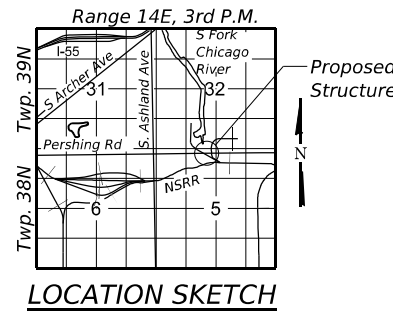 Range 14E, 3rd P.M.
Twp. 39N
I-55
S Archer Ave
31
S Ashland Ave
S Fork
Chicago
River
32
Proposed
Structure
Pershing Rd
N
Twp. 38N
NSRR
6
5
LOCATION SKETCH